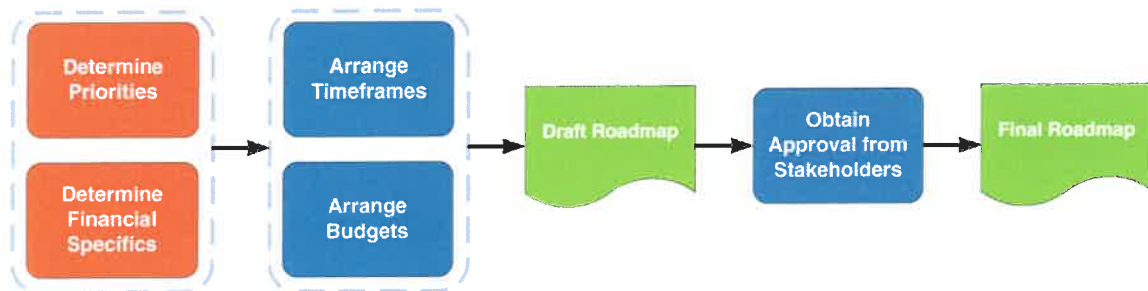 Determine
Priorities
Determine
Financial
Specifics
Arrange
Timeframes
Arrange
Budgets
Draft Roadmap
Obtain
Approval from
Stakeholders
Final Roadmap